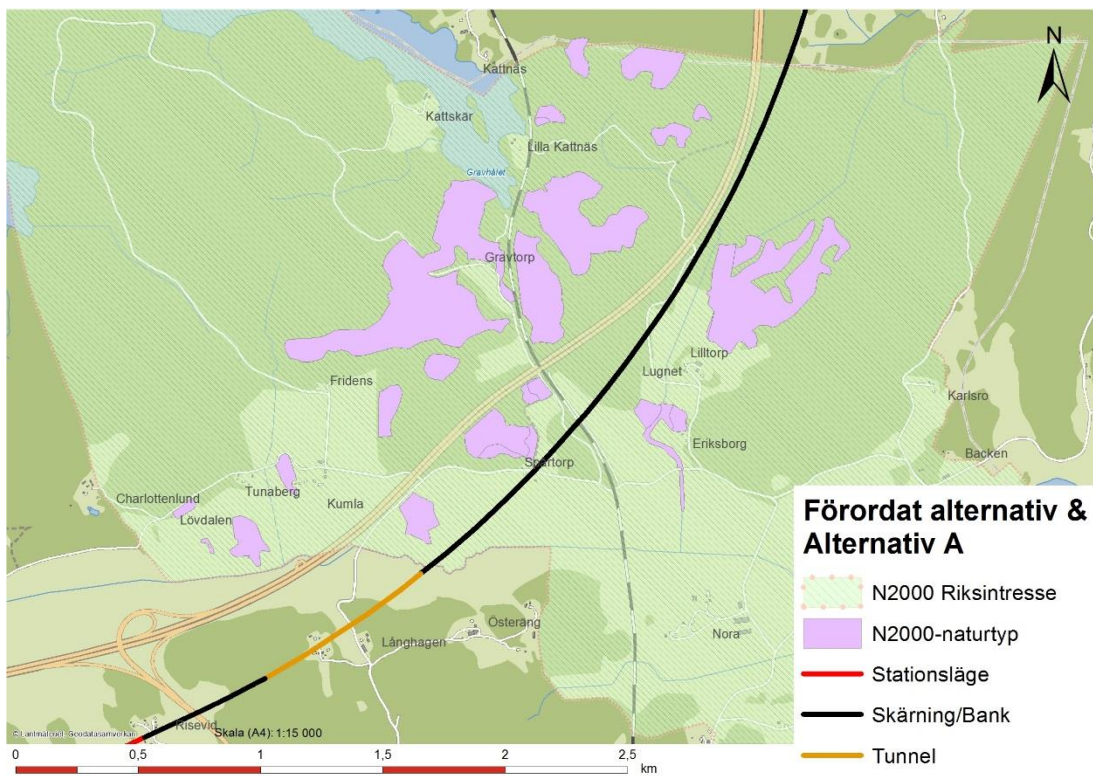 N
Kattnäs
Kattskär
Lilla Kattnäs
Gravhålet
Gravtorp
Lilltorp
Lugnet
Fridens
Karlsro
Eriksborg
Backen
Spårtorp
Tunaberg
Charlottenlund
Kumla
Lövdalen
Österäng
Långhagen
Nora
Risevid
© Lantmäteriet, Geodatasamverkan
Skala (A4): 1:15 000
0 0,5 1 1,5 2 2,5
km
Förordat alternativ &
Alternativ A
N2000 Riksintresse
N2000-naturtyp
Stationsläge
Skärning/Bank
Tunnel